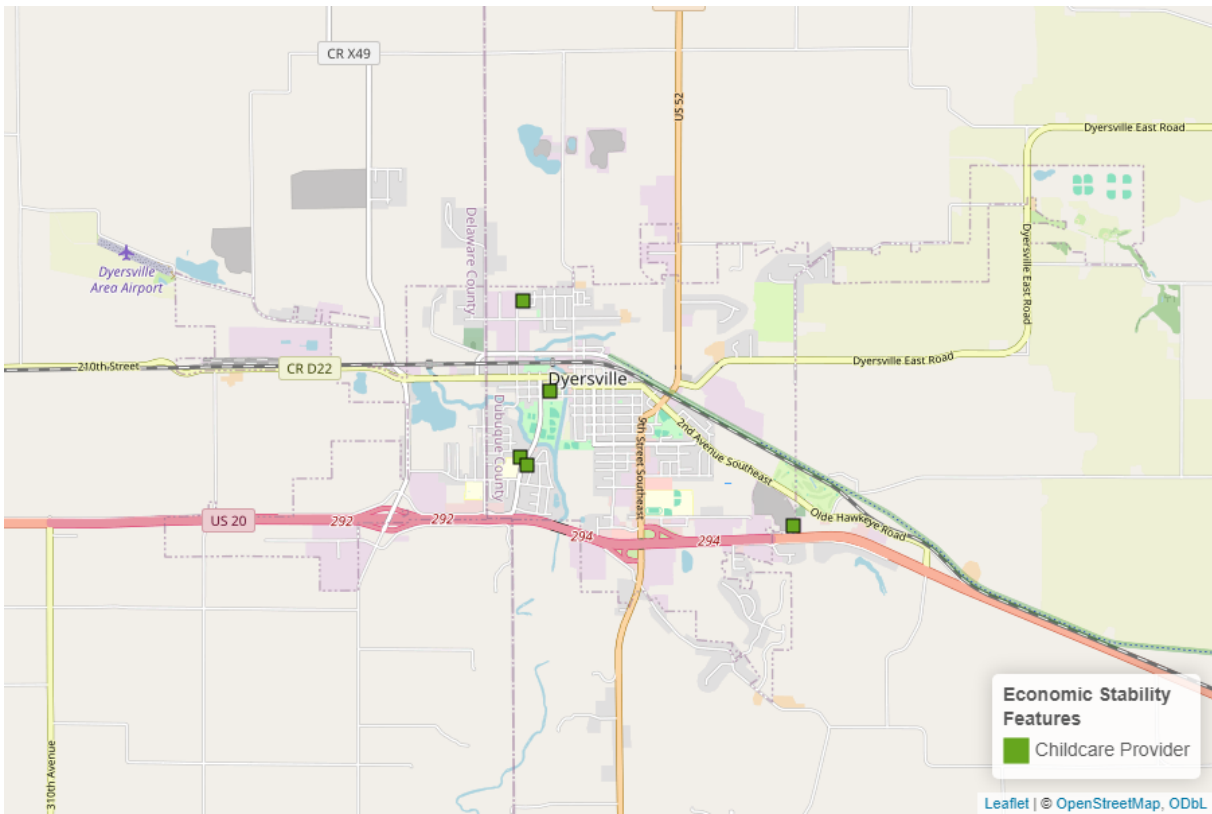 CR X49
US 52
Dyersville East Road
Delaware County
Dyersville
Area Airport
Dyersville East Road
210th Street
CR D22
Dyersville East Road
Dyersville
Dubuque County
9th Street Southeast
2nd Avenue Southeast
US 20
292
292
294
294
Olde Hawkeye Road
310th Avenue
Economic Stability
Features
Childcare Provider
Leaflet | © OpenStreetMap, ODbL